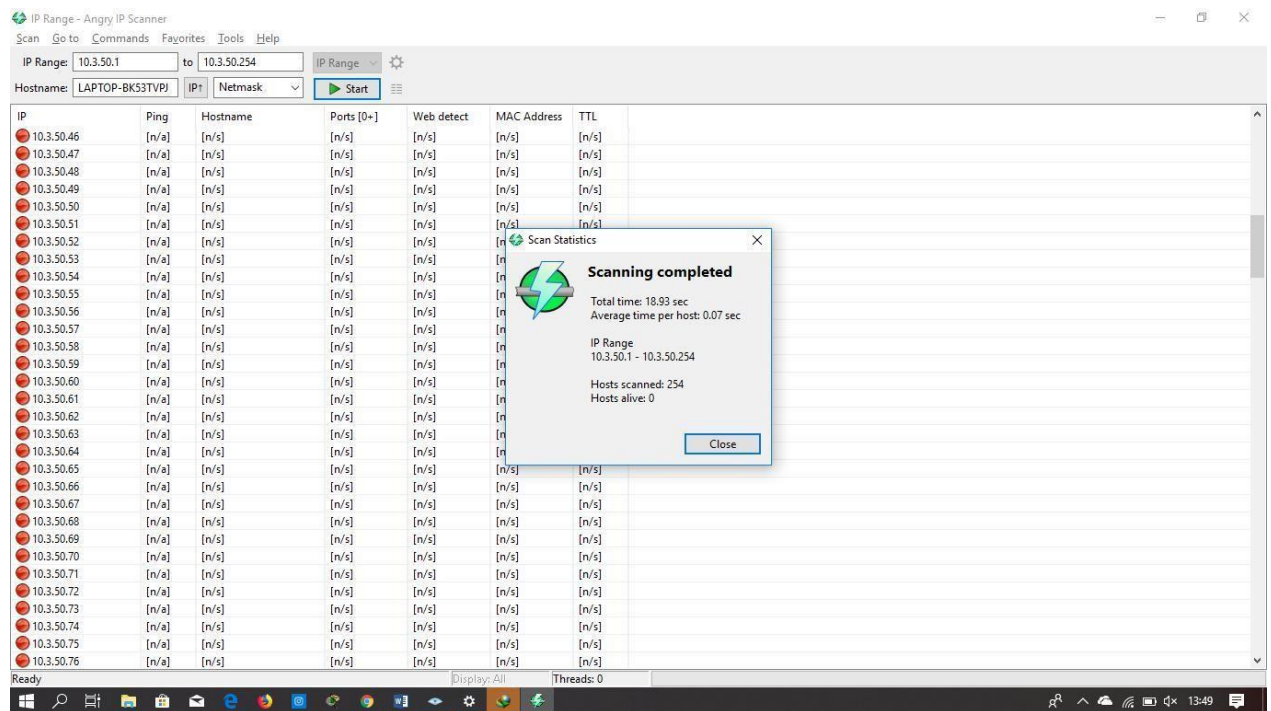 IP Range - Angry IP Scanner
Scan Go to Commands Favorites Tools Help
IP Range: 10.3.50.1 to 10.3.50.254 IP Range
Hostname: LAPTOP-BK53TVPJ IP↑ Netmask Start
IP Ping Hostname Ports [0+] Web detect MAC Address TTL
10.3.50.46 [n/a] [n/s] [n/s] [n/s] [n/s] [n/s]
10.3.50.47 [n/a] [n/s] [n/s] [n/s] [n/s] [n/s]
10.3.50.48 [n/a] [n/s] [n/s] [n/s] [n/s] [n/s]
10.3.50.49 [n/a] [n/s] [n/s] [n/s] [n/s] [n/s]
10.3.50.50 [n/a] [n/s] [n/s] [n/s] [n/s] [n/s]
10.3.50.51 [n/a] [n/s] [n/s] [n/s] [n/s] [n/s]
10.3.50.52 [n/a] [n/s] [n/s] [n/s] [n
10.3.50.53 [n/a] [n/s] [n/s] [n/s] [n
10.3.50.54 [n/a] [n/s] [n/s] [n/s] [n
10.3.50.55 [n/a] [n/s] [n/s] [n/s] [n
10.3.50.56 [n/a] [n/s] [n/s] [n/s] [n
10.3.50.57 [n/a] [n/s] [n/s] [n/s] [n
10.3.50.58 [n/a] [n/s] [n/s] [n/s] [n
10.3.50.59 [n/a] [n/s] [n/s] [n/s] [n
10.3.50.60 [n/a] [n/s] [n/s] [n/s] [n
10.3.50.61 [n/a] [n/s] [n/s] [n/s] [n
10.3.50.62 [n/a] [n/s] [n/s] [n/s] [n
10.3.50.63 [n/a] [n/s] [n/s] [n/s] [n
10.3.50.64 [n/a] [n/s] [n/s] [n/s] [n
10.3.50.65 [n/a] [n/s] [n/s] [n/s] [n/s] [n/s]
10.3.50.66 [n/a] [n/s] [n/s] [n/s] [n/s] [n/s]
10.3.50.67 [n/a] [n/s] [n/s] [n/s] [n/s] [n/s]
10.3.50.68 [n/a] [n/s] [n/s] [n/s] [n/s] [n/s]
10.3.50.69 [n/a] [n/s] [n/s] [n/s] [n/s] [n/s]
10.3.50.70 [n/a] [n/s] [n/s] [n/s] [n/s] [n/s]
10.3.50.71 [n/a] [n/s] [n/s] [n/s] [n/s] [n/s]
10.3.50.72 [n/a] [n/s] [n/s] [n/s] [n/s] [n/s]
10.3.50.73 [n/a] [n/s] [n/s] [n/s] [n/s] [n/s]
10.3.50.74 [n/a] [n/s] [n/s] [n/s] [n/s] [n/s]
10.3.50.75 [n/a] [n/s] [n/s] [n/s] [n/s] [n/s]
10.3.50.76 [n/a] [n/s] [n/s] [n/s] [n/s] [n/s]
Scan Statistics
Scanning completed
Total time: 18.93 sec
Average time per host: 0.07 sec
IP Range
10.3.50.1 - 10.3.50.254
Hosts scanned: 254
Hosts alive: 0
Close
Ready Display: All Threads: 0
13:49